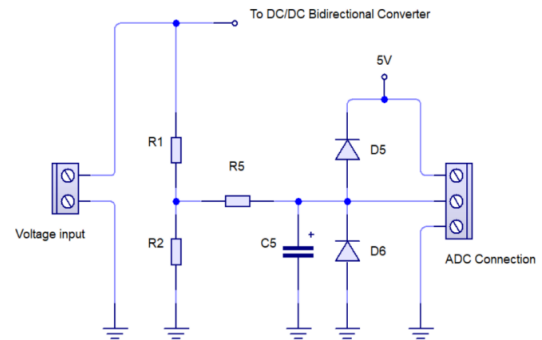 To DC/DC Bidirectional Converter
5V
R1
D5
R5
Voltage input
R2
C5
+
D6
ADC Connection